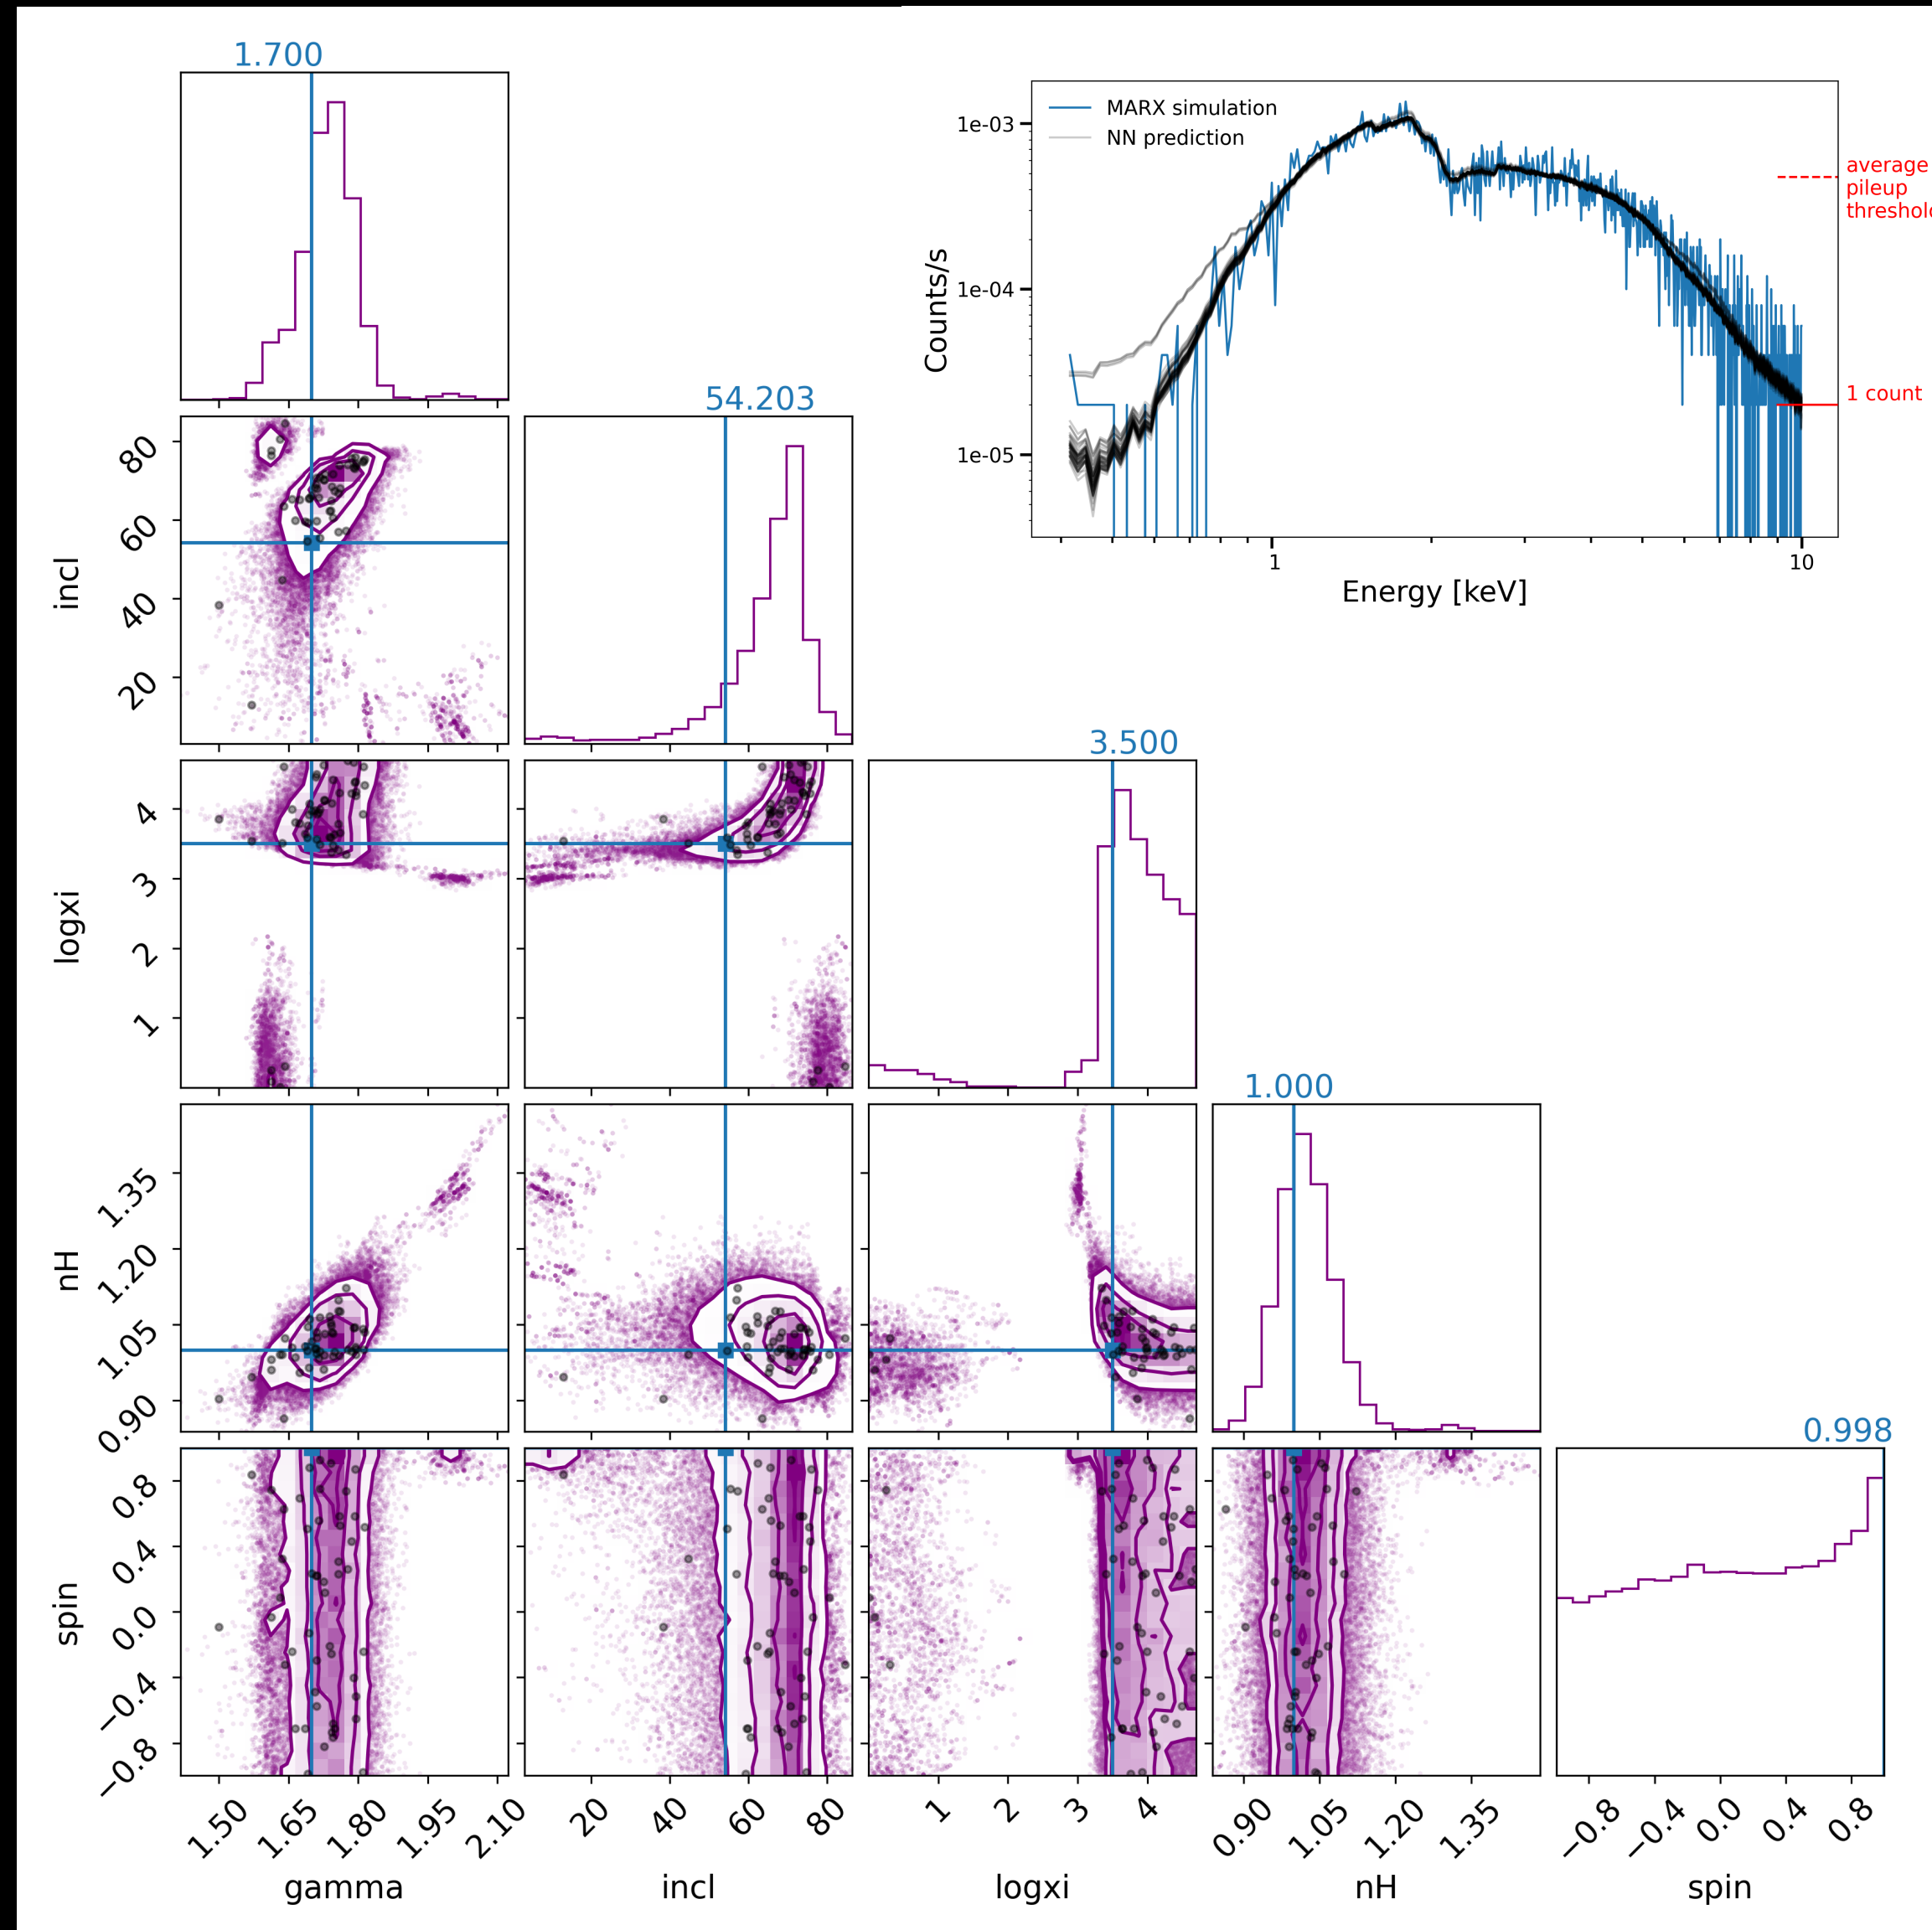 1.700
MARX simulation
NN prediction
1e-03
1e-04
1e-05
Counts/s
1
10
Energy [keV]
average
pileup
threshol
1 count
54.203
80
60
40
20
incl
3.500
4
3
2
1
logxi
1.000
1.35
1.20
1.05
0.90
nH
0.998
0.8
0.4
0.0
−0.4
−0.8
spin
1.50
1.65
1.80
1.95
2.10
20
40
60
80
1
2
3
4
0.90
1.05
1.20
1.35
−0.8
−0.4
0.0
0.4
0.8
gamma
incl
logxi
nH
spin